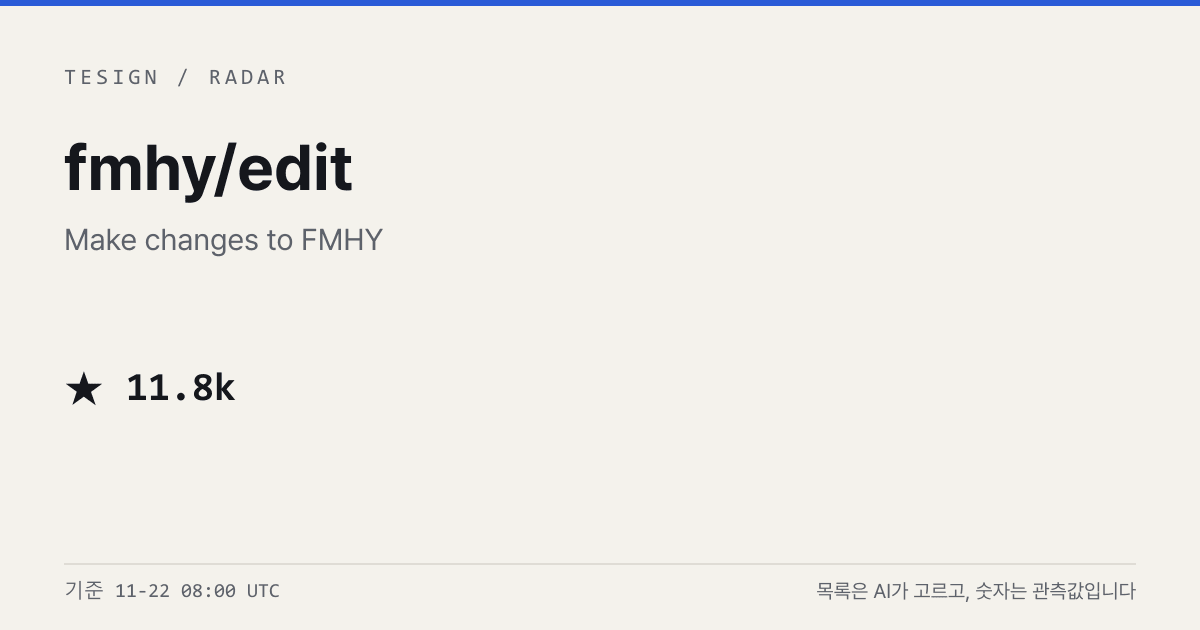 TESIGN / RADAR
fmhy/edit
Make changes to FMHY
★ 11.8k
기준 11-22 08:00 UTC
목록은 AI가 고르고, 숫자는 관측값입니다